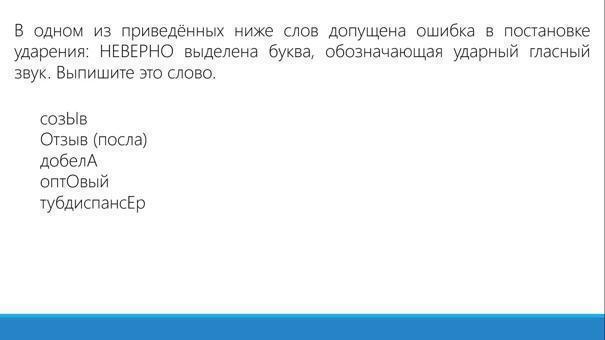 В одном из приведённых ниже слов допущена ошибка в постановке
ударения: НЕВЕРНО выделена буква, обозначающая ударный гласный
звук. Выпишите это слово.
созЫв
Отзыв (посла)
добелА
оптОвый
тубдиспансЕр